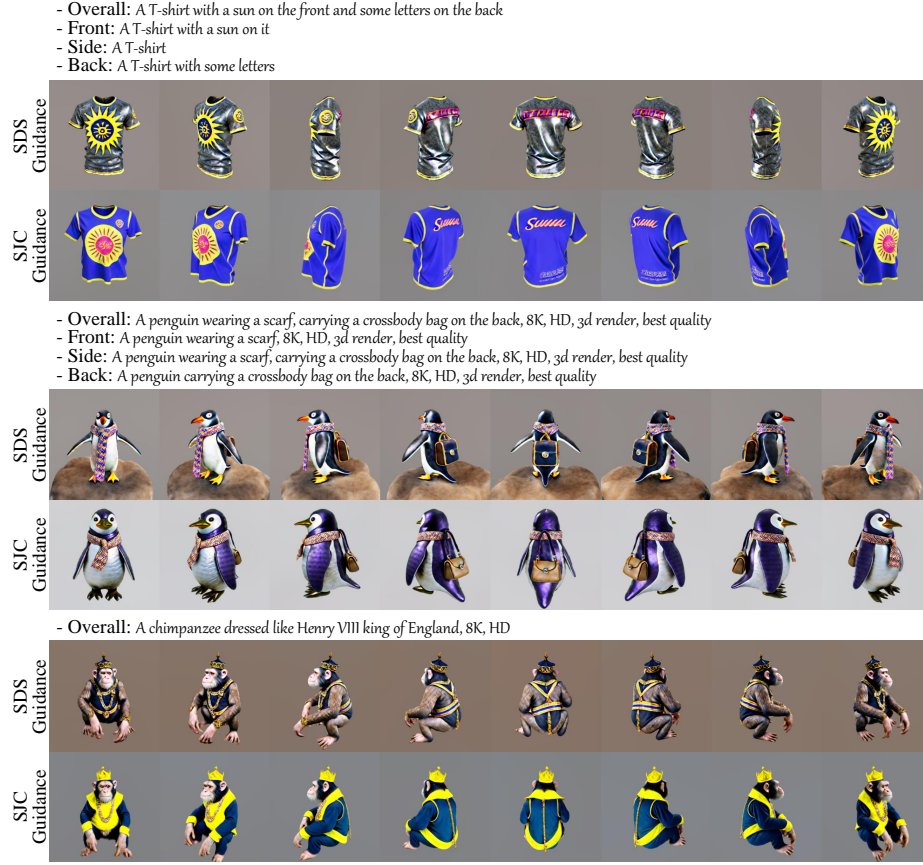 - Overall: A T-shirt with a sun on the front and some letters on the back
- Front: A T-shirt with a sun on it
- Side: A T-shirt
- Back: A T-shirt with some letters
SDS
Guidance
SJC
Guidance
- Overall: A penguin wearing a scarf, carrying a crossbody bag on the back, 8K, HD, 3d render, best quality
- Front: A penguin wearing a scarf, 8K, HD, 3d render, best quality
- Side: A penguin wearing a scarf, carrying a crossbody bag on the back, 8K, HD, 3d render, best quality
- Back: A penguin carrying a crossbody bag on the back, 8K, HD, 3d render, best quality
SDS
Guidance
SJC
Guidance
- Overall: A chimpanzee dressed like Henry VIII king of England, 8K, HD
SDS
Guidance
SJC
Guidance